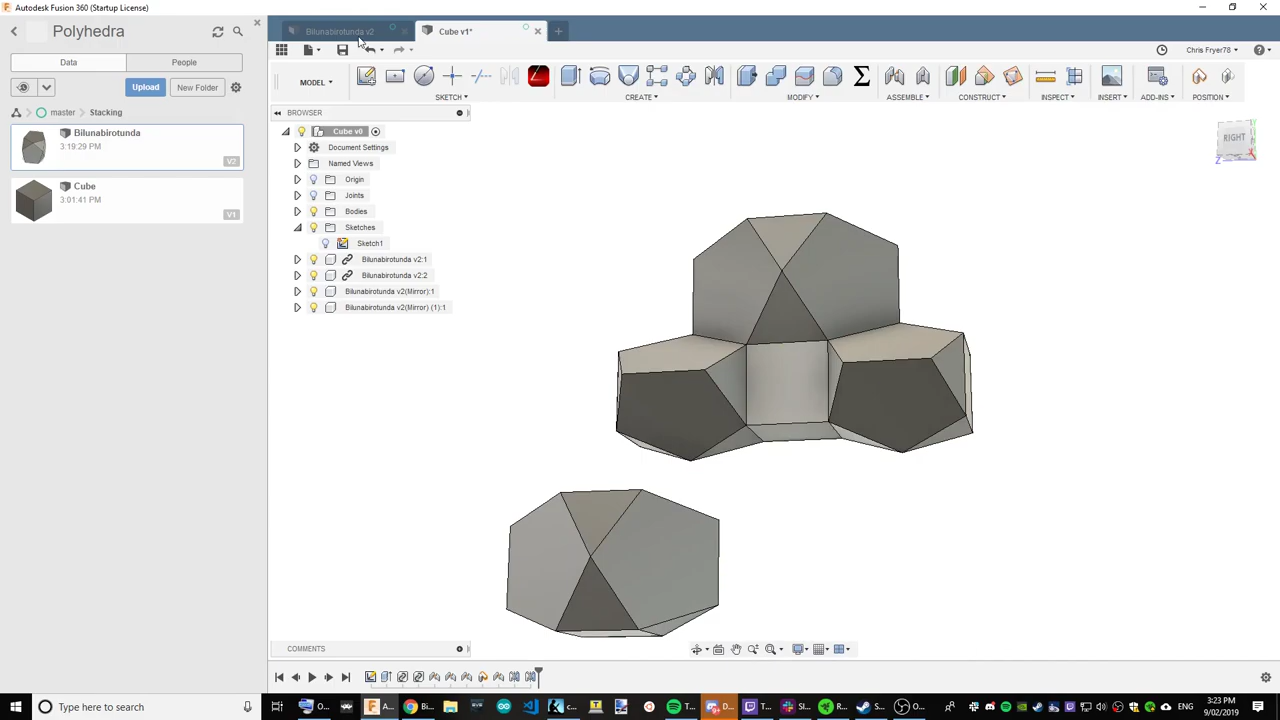 Autodesk Fusion 360 (Startup License)
Polyhedra
Data
People
Upload
New Folder
master
Stacking
Bilunabirotunda
3:19:29 PM
V2
Cube
3:01:41 PM
V1
Bilunabirotunda v2
Cube v1*
Chris Fryer78
MODEL
SKETCH
CREATE
MODIFY
ASSEMBLE
CONSTRUCT
INSPECT
INSERT
ADD-INS
POSITION
BROWSER
Cube v0
Document Settings
Named Views
Origin
Joints
Bodies
Sketches
Sketch1
Bilunabirotunda v2:1
Bilunabirotunda v2:2
Bilunabirotunda v2(Mirror):1
Bilunabirotunda v2(Mirror) (1):1
RIGHT
Z
COMMENTS
Type here to search
O...
A...
Bi...
C...
T...
D...
T...
S...
R...
S...
O...
3:23 PM
9/02/2019